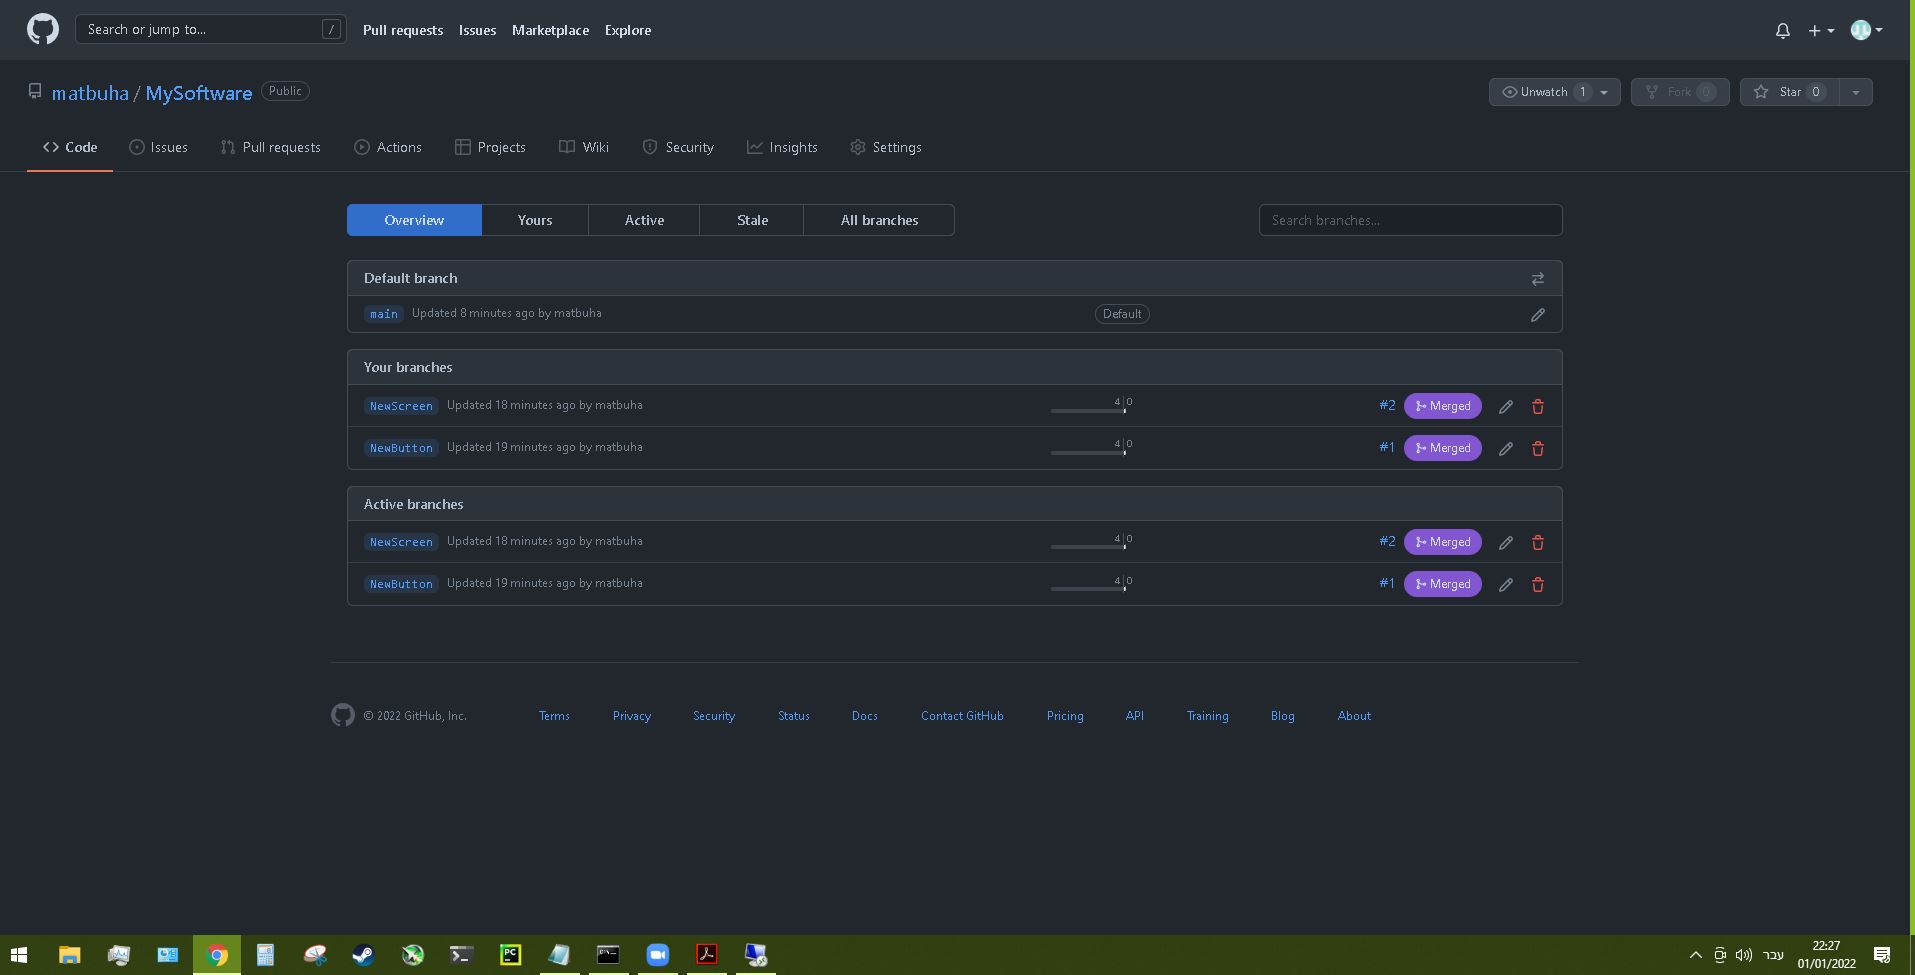 Search or jump to... / Pull requests Issues Marketplace Explore
matbuha / MySoftware Public Unwatch 1 Fork 0 Star 0
Code Issues Pull requests Actions Projects Wiki Security Insights Settings
Overview Yours Active Stale All branches Search branches...
Default branch
main Updated 8 minutes ago by matbuha Default
Your branches
NewScreen Updated 18 minutes ago by matbuha 4 0 #2 Merged
NewButton Updated 19 minutes ago by matbuha 4 0 #1 Merged
Active branches
NewScreen Updated 18 minutes ago by matbuha 4 0 #2 Merged
NewButton Updated 19 minutes ago by matbuha 4 0 #1 Merged
© 2022 GitHub, Inc. Terms Privacy Security Status Docs Contact GitHub Pricing API Training Blog About
PC
עבר
22:27
01/01/2022